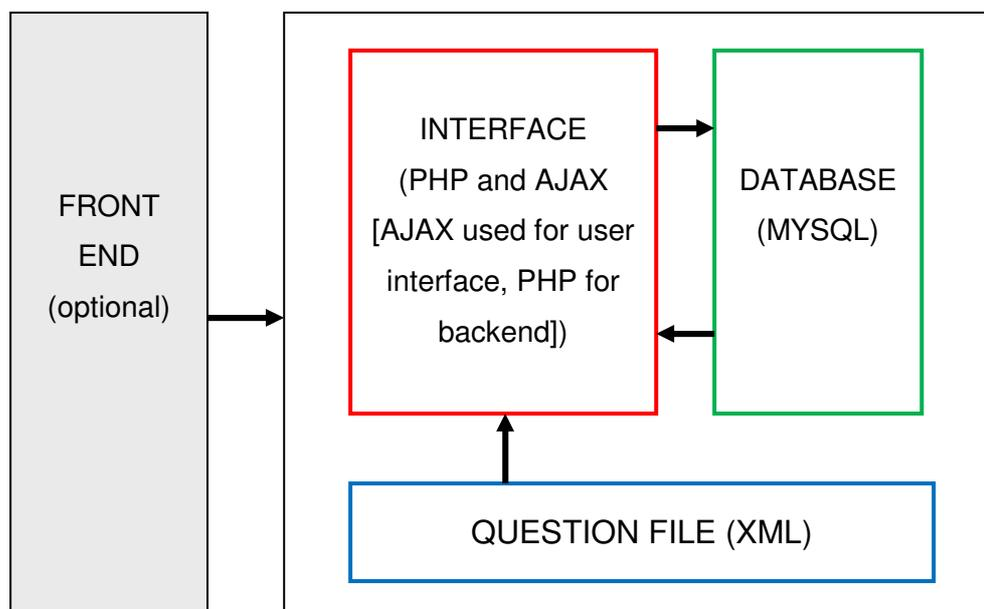 FRONT
END
(optional)
INTERFACE
(PHP and AJAX
[AJAX used for user
interface, PHP for
backend])
DATABASE
(MYSQL)
QUESTION FILE (XML)